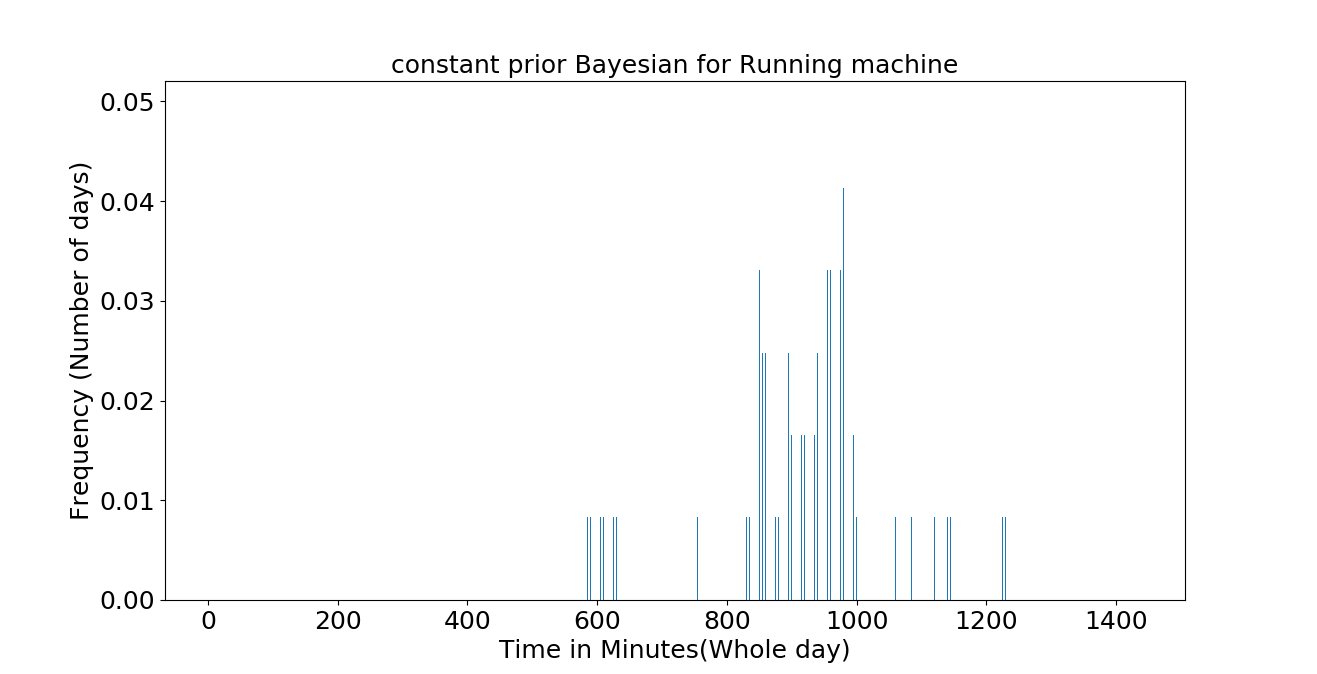 constant prior Bayesian for Running machine
Frequency (Number of days)
0.05
0.04
0.03
0.02
0.01
0.00
0 200 400 600 800 1000 1200 1400
Time in Minutes(Whole day)